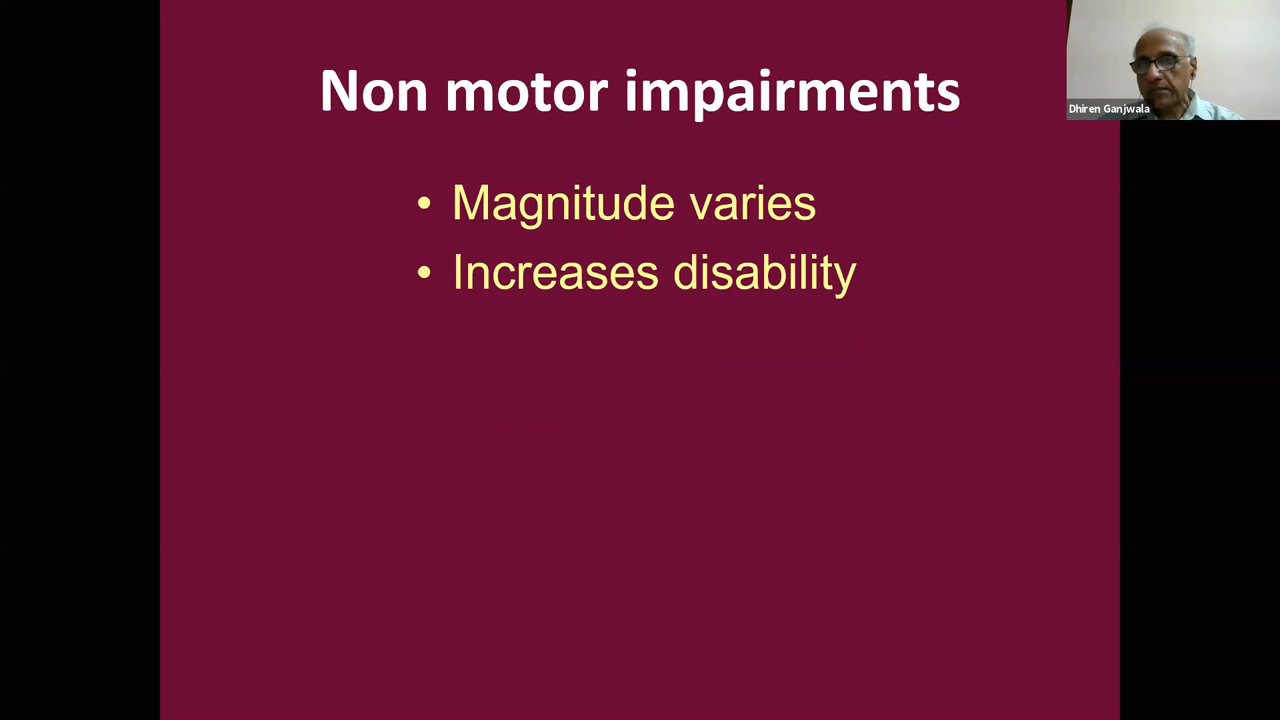 Non motor impairments
Dhiren Ganjwala
• Magnitude varies
• Increases disability